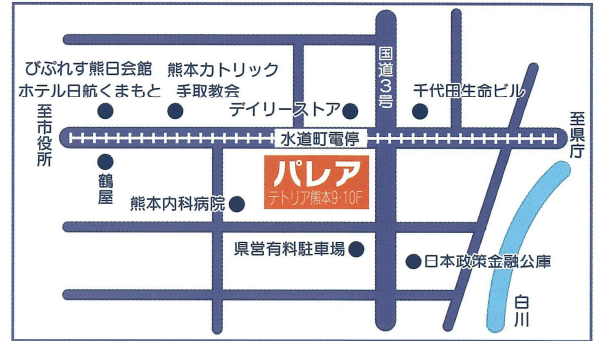 国道3号
びぷれす熊日会館
ホテル日航くまもと
熊本カトリック
手取教会
デイリーストア
千代田生命ビル
至市役所
水道町電停
至県庁
鶴屋
パレア
テトリア熊本9-10F
熊本内科病院
県営有料駐車場
日本政策金融公庫
白川